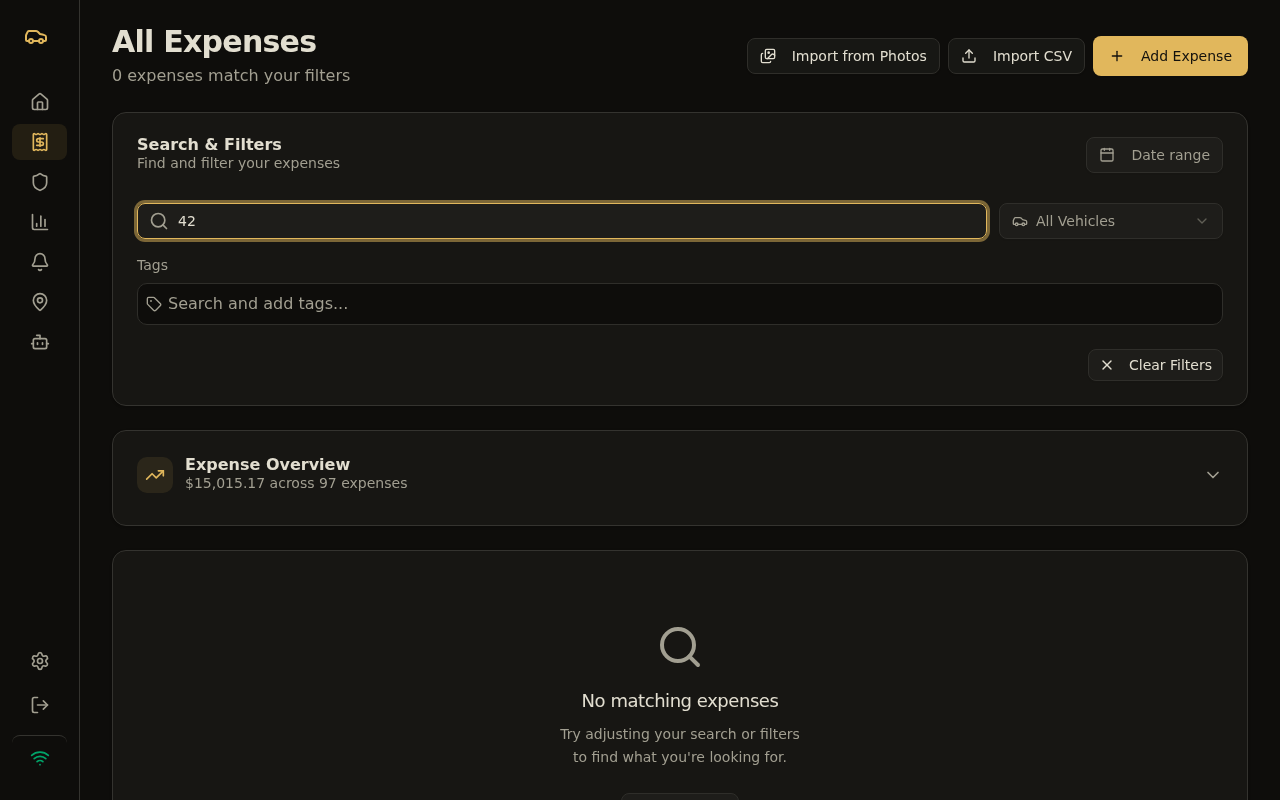 All Expenses
0 expenses match your filters
Import from Photos
Import CSV
Add Expense
Search & Filters
Find and filter your expenses
Date range
42
All Vehicles
Tags
Search and add tags...
Clear Filters
Expense Overview
$15,015.17 across 97 expenses
No matching expenses
Try adjusting your search or filters
to find what you're looking for.